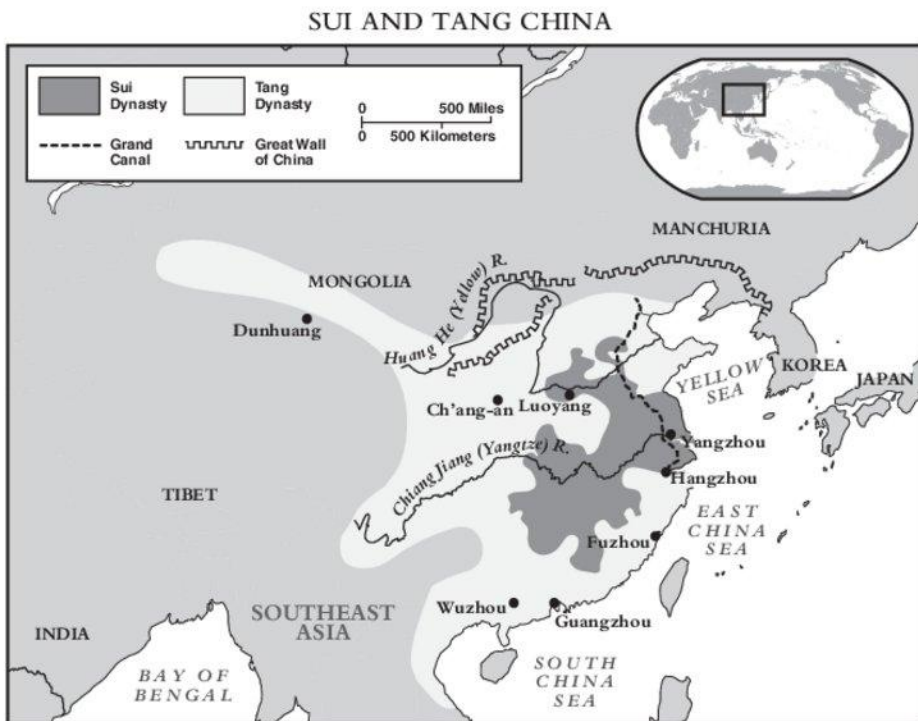 SUI AND TANG CHINA
Sui
Dynasty
Tang
Dynasty
0 500 Miles
0 500 Kilometers
Grand
Canal
Great Wall
of China
MANCHURIA
MONGOLIA
Huang He (Yellow) R.
Dunhuang
KOREA
YELLOW
SEA
JAPAN
Ch'ang-an
Luoyang
Yangzhou
ChiangJiang (Yangtze) R.
Hangzhou
TIBET
EAST
CHINA
SEA
Fuzhou
SOUTHEAST
ASIA
Wuzhou
Guangzhou
INDIA
BAY OF
BENGAL
SOUTH
CHINA
SEA